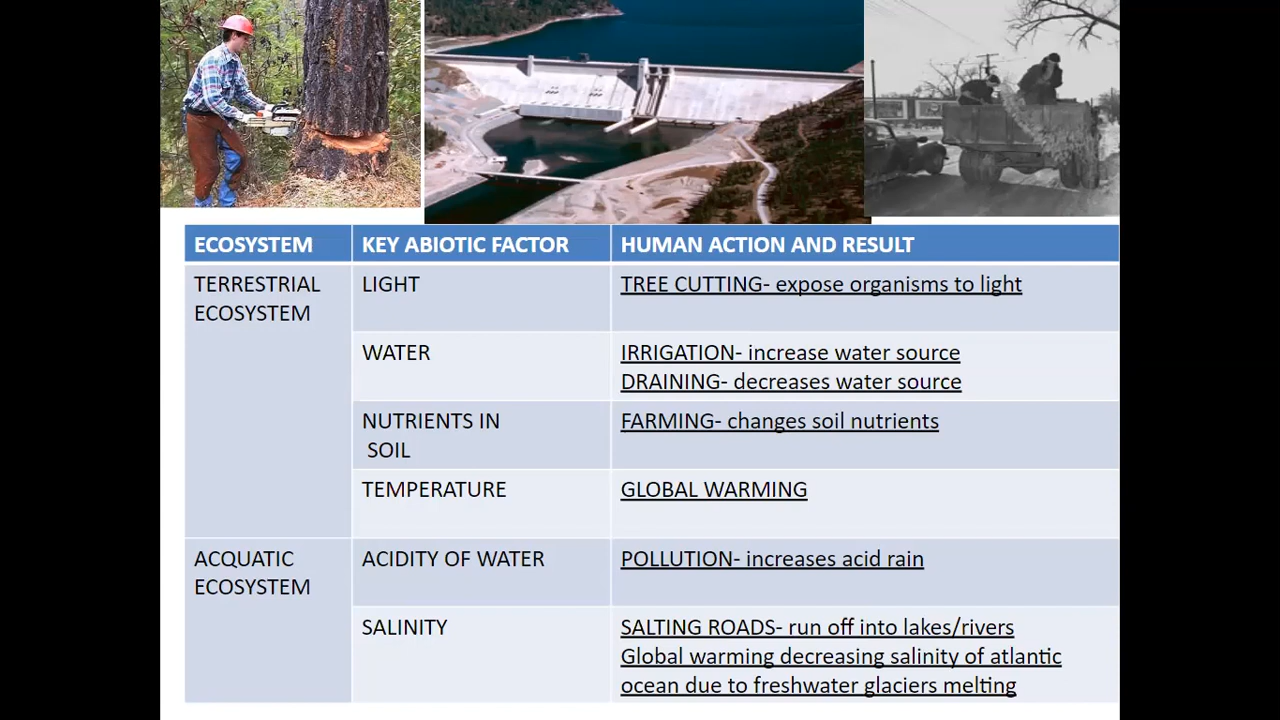 ECOSYSTEM
KEY ABIOTIC FACTOR
HUMAN ACTION AND RESULT
TERRESTRIAL
ECOSYSTEM
LIGHT
TREE CUTTING- expose organisms to light
WATER
IRRIGATION- increase water source
DRAINING- decreases water source
NUTRIENTS IN
SOIL
FARMING- changes soil nutrients
TEMPERATURE
GLOBAL WARMING
ACQUATIC
ECOSYSTEM
ACIDITY OF WATER
POLLUTION- increases acid rain
SALINITY
SALTING ROADS- run off into lakes/rivers
Global warming decreasing salinity of atlantic
ocean due to freshwater glaciers melting